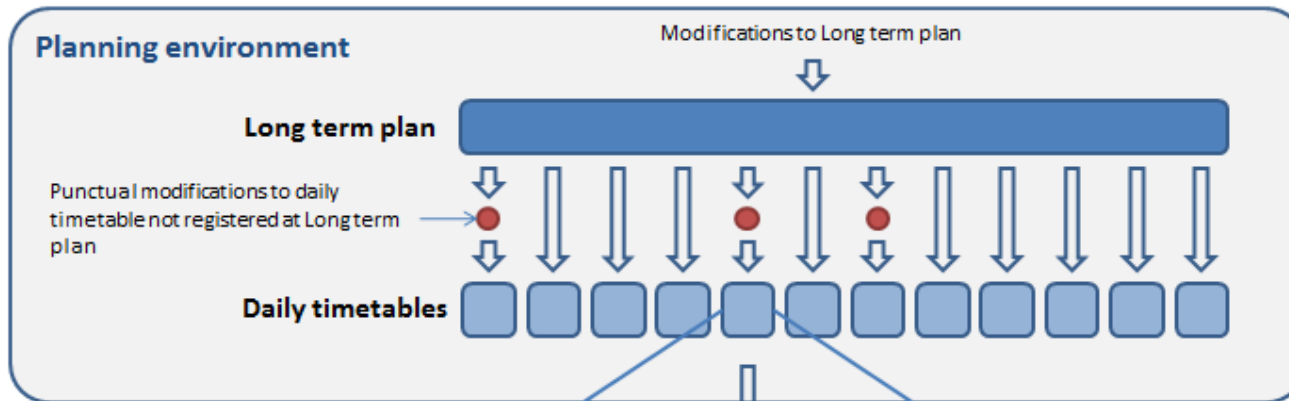 Modifications to Long term plan
Planning environment
Long term plan
Punctual modifications to daily
timetable not registered at Long term
plan
Daily timetables